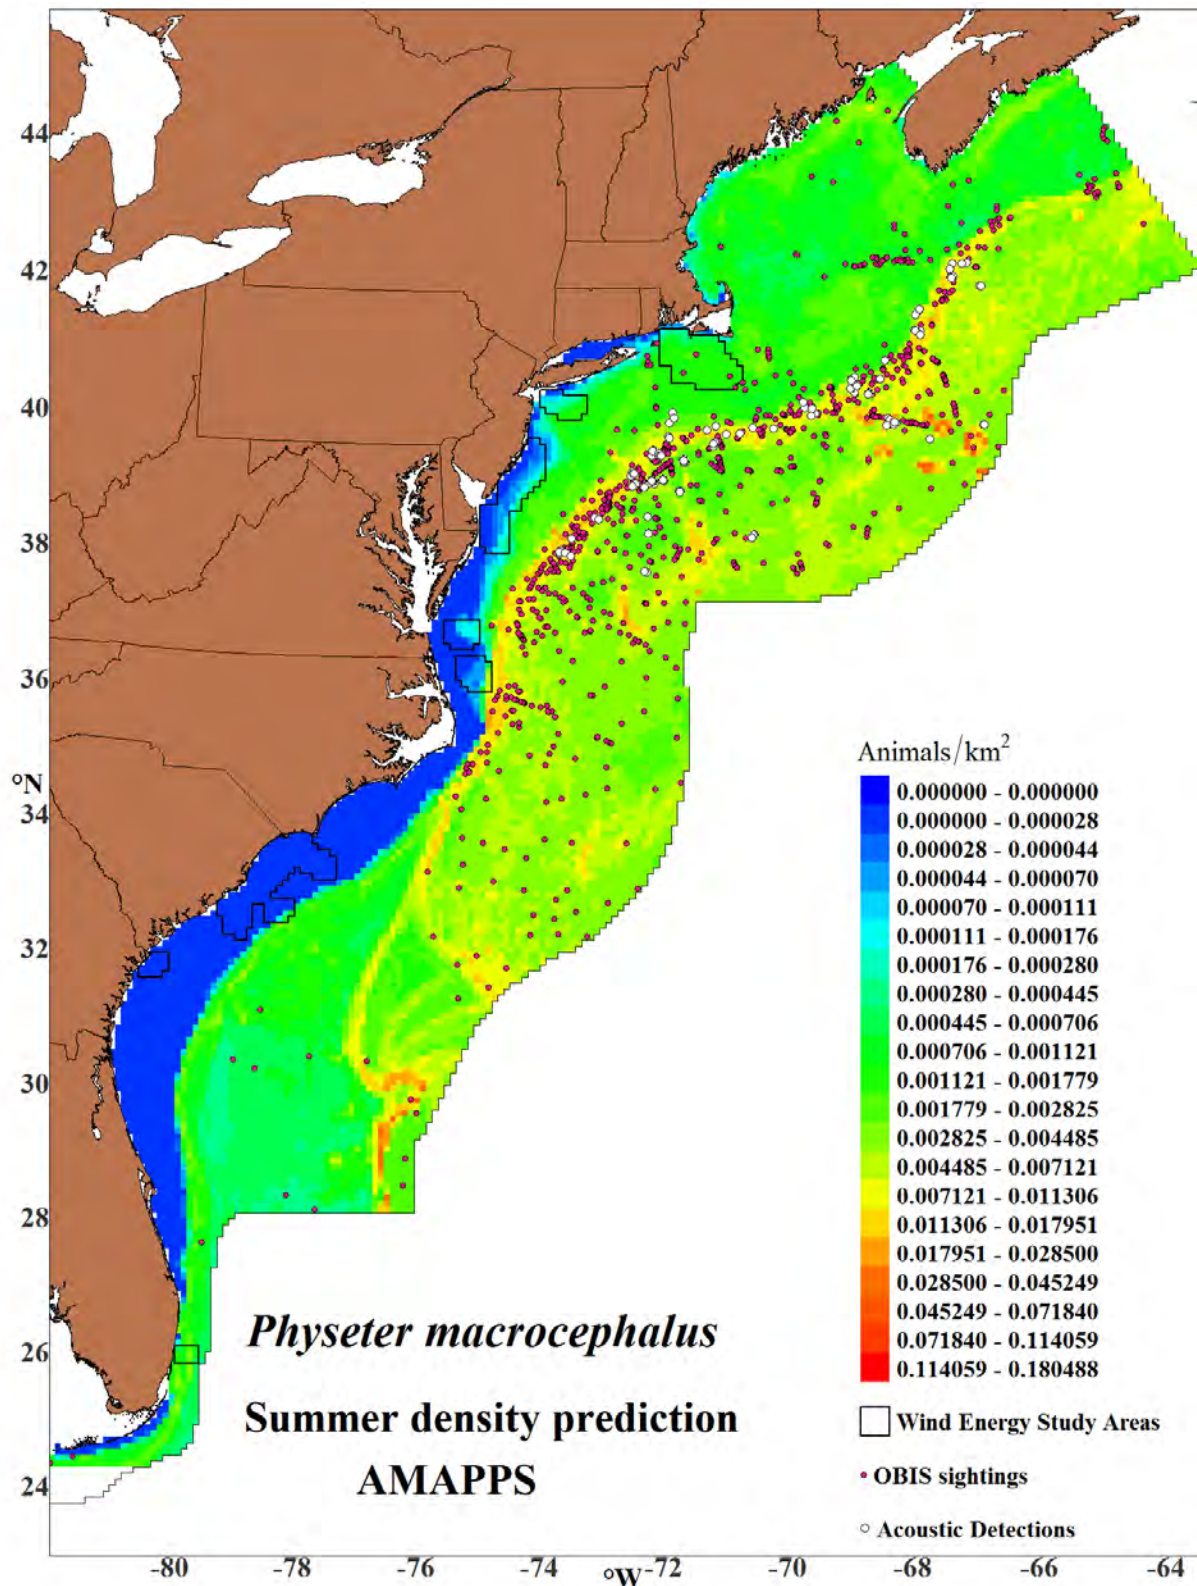 44
42
40
38
36
°N
34
32
30
28
26
24
Animals/km²
0.000000 - 0.000000
0.000000 - 0.000028
0.000028 - 0.000044
0.000044 - 0.000070
0.000070 - 0.000111
0.000111 - 0.000176
0.000176 - 0.000280
0.000280 - 0.000445
0.000445 - 0.000706
0.000706 - 0.001121
0.001121 - 0.001779
0.001779 - 0.002825
0.002825 - 0.004485
0.004485 - 0.007121
0.007121 - 0.011306
0.011306 - 0.017951
0.017951 - 0.028500
0.028500 - 0.045249
0.045249 - 0.071840
0.071840 - 0.114059
0.114059 - 0.180488
Wind Energy Study Areas
OBIS sightings
Acoustic Detections
Physeter macrocephalus
Summer density prediction
AMAPPS
-80 -78 -76 -74 -72 -70 -68 -66 -64
°W